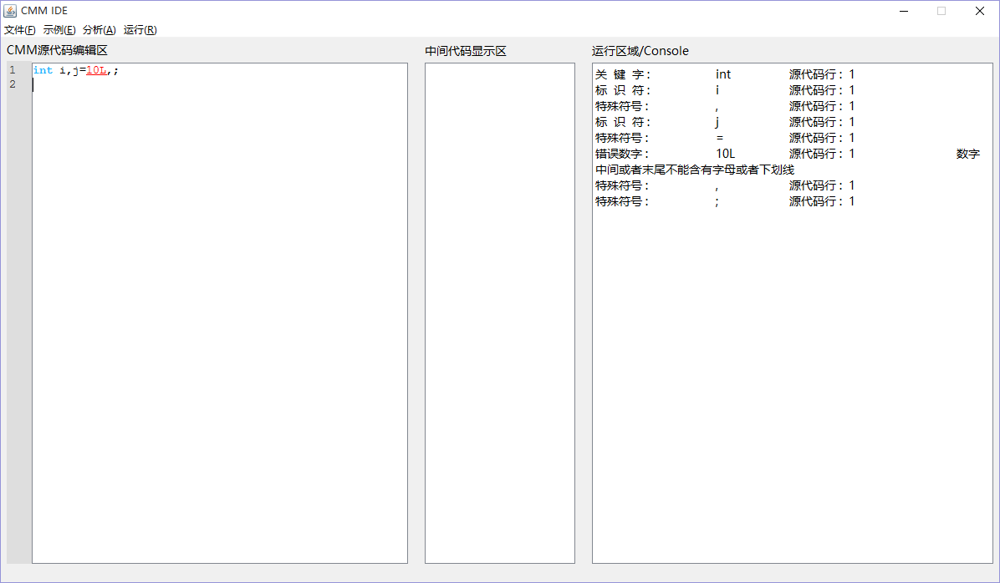 CMM IDE
文件(F) 示例(E) 分析(A) 运行(R)
CMM源代码编辑区
1 int i,j=10L,;
2
中间代码显示区
运行区域/Console
关 键 字： int 源代码行：1
标 识 符： i 源代码行：1
特殊符号： , 源代码行：1
标 识 符： j 源代码行：1
特殊符号： = 源代码行：1
错误数字： 10L 源代码行：1 数字
中间或者末尾不能含有字母或者下划线
特殊符号： , 源代码行：1
特殊符号： ; 源代码行：1